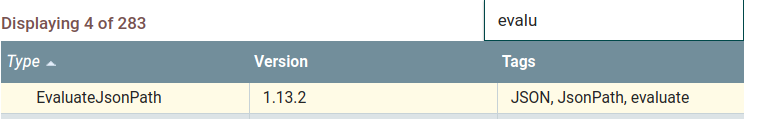 Displaying 4 of 283
evalu
Type Version Tags
EvaluateJsonPath 1.13.2 JSON, JsonPath, evaluate